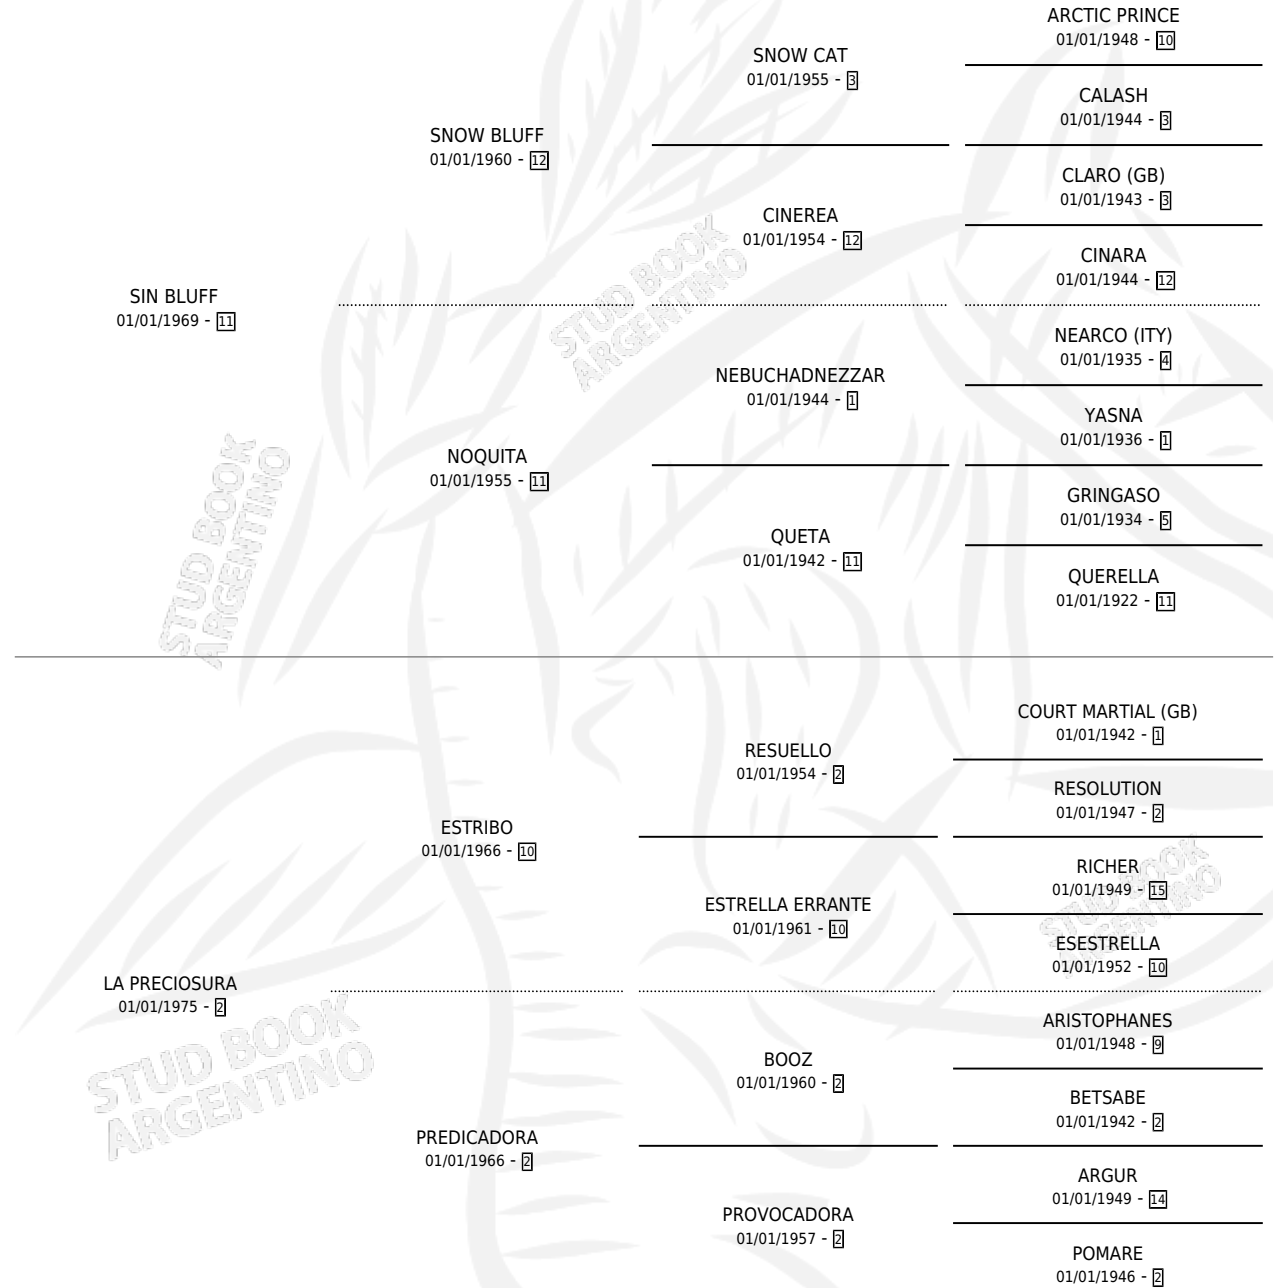 ARCTIC PRINCE
01/01/1948 - 10
SNOW CAT
01/01/1955 - 3
CALASH
01/01/1944 - 3
SNOW BLUFF
01/01/1960 - 12
CLARO (GB)
01/01/1943 - 3
CINEREA
01/01/1954 - 12
CINARA
01/01/1944 - 12
SIN BLUFF
01/01/1969 - 11
NEARCO (ITY)
01/01/1935 - 4
NEBUCHADNEZZAR
01/01/1944 - 1
YASNA
01/01/1936 - 1
NOQUITA
01/01/1955 - 11
GRINGASO
01/01/1934 - 5
QUETA
01/01/1942 - 11
QUERELLA
01/01/1922 - 11
COURT MARTIAL (GB)
01/01/1942 - 1
RESUELLO
01/01/1954 - 2
RESOLUTION
01/01/1947 - 2
ESTRIBO
01/01/1966 - 10
RICHER
01/01/1949 - 15
ESTRELLA ERRANTE
01/01/1961 - 10
ESESTRELLA
01/01/1952 - 10
LA PRECIOSURA
01/01/1975 - 2
ARISTOPHANES
01/01/1948 - 9
BOOZ
01/01/1960 - 2
BETSABE
01/01/1942 - 2
PREDICADORA
01/01/1966 - 2
ARGUR
01/01/1949 - 14
PROVOCADORA
01/01/1957 - 2
POMARE
01/01/1946 - 2
STUD BOOK
ARGENTINO
STUD BOOK
ARGENTINO
STUD BOOK
ARGENTINO
STUD BOOK
ARGENTINO